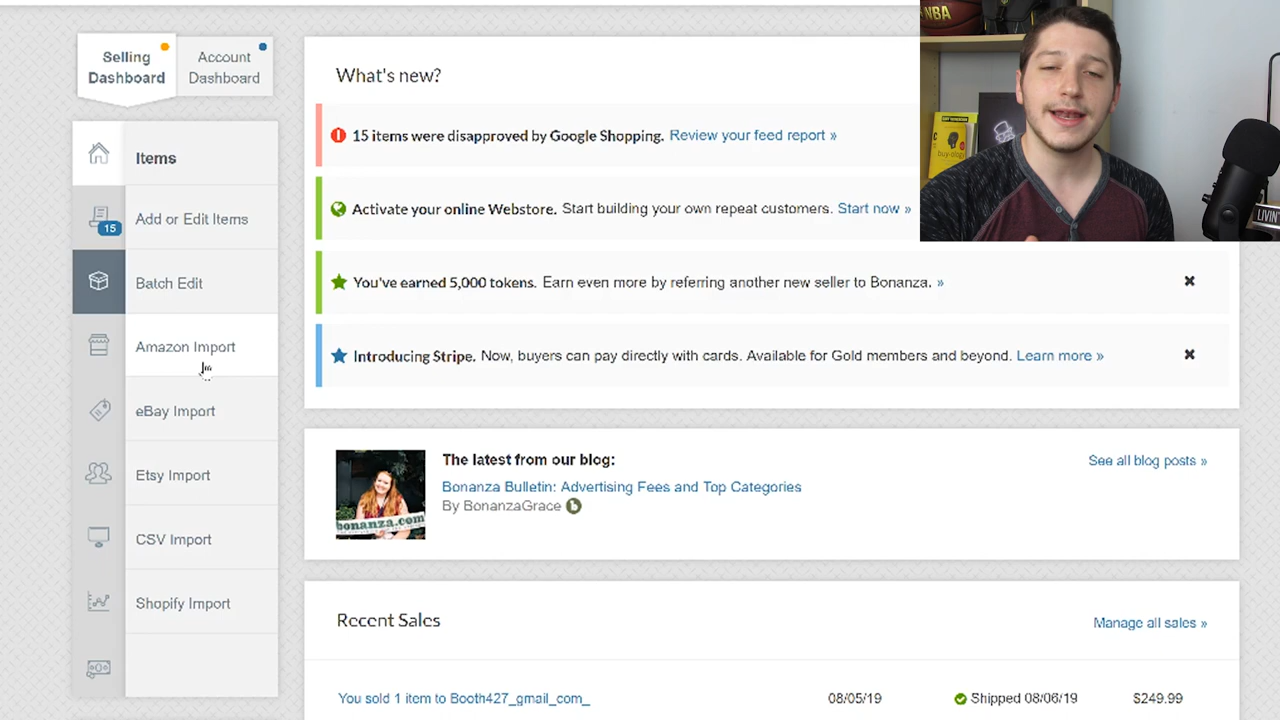 Selling
Dashboard
Account
Dashboard
Items
15
Add or Edit Items
Batch Edit
Amazon Import
eBay Import
Etsy Import
CSV Import
Shopify Import
What's new?
15 items were disapproved by Google Shopping. Review your feed report »
Activate your online Webstore. Start building your own repeat customers. Start now »
You've earned 5,000 tokens. Earn even more by referring another new seller to Bonanza. »
Introducing Stripe. Now, buyers can pay directly with cards. Available for Gold members and beyond. Learn more »
bonanza.com
The latest from our blog:
See all blog posts »
Bonanza Bulletin: Advertising Fees and Top Categories
By BonanzaGrace
Recent Sales
Manage all sales »
You sold 1 item to Booth427_gmail_com_
08/05/19
Shipped 08/06/19
$249.99
NBA
buy-ology
LIVIN'